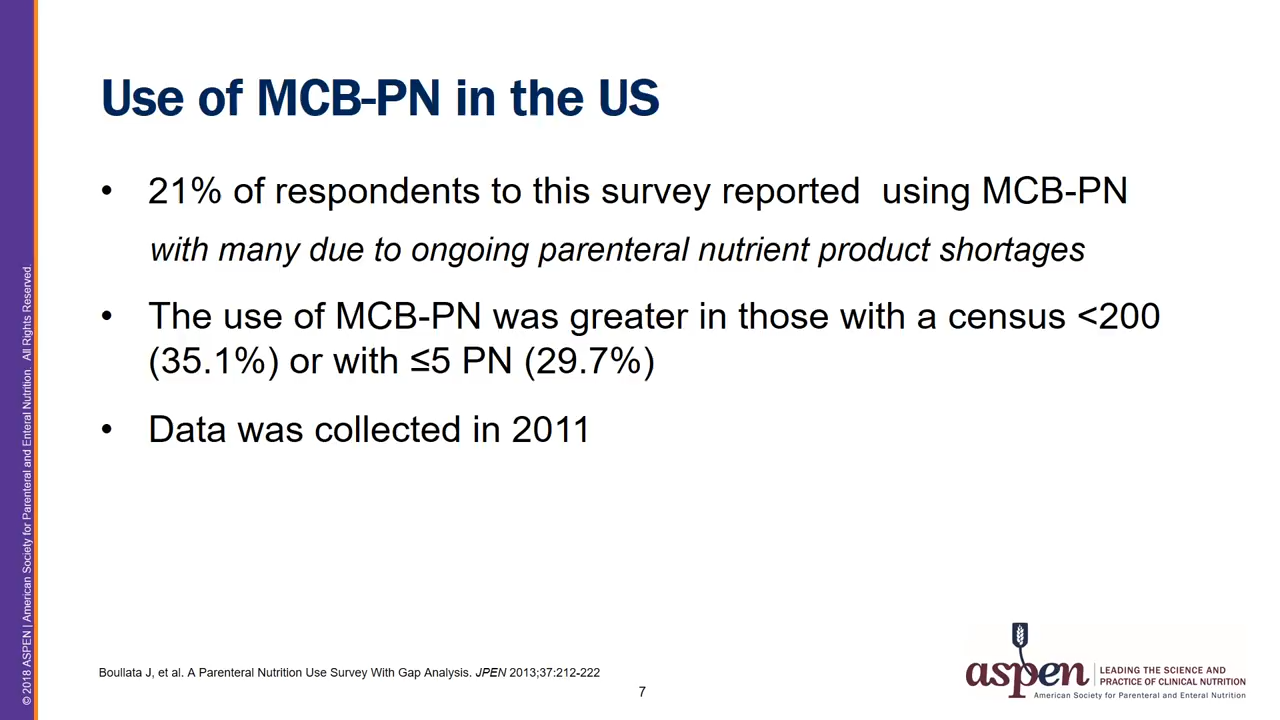 Use of MCB-PN in the US
• 21% of respondents to this survey reported  using MCB-PN
with many due to ongoing parenteral nutrient product shortages
• The use of MCB-PN was greater in those with a census <200
(35.1%) or with ≤5 PN (29.7%)
• Data was collected in 2011
© 2018 ASPEN | American Society for Parenteral and Enteral Nutrition.  All Rights Reserved.
Boullata J, et al. A Parenteral Nutrition Use Survey With Gap Analysis. JPEN 2013;37:212-222
7
aspen
LEADING THE SCIENCE AND
PRACTICE OF CLINICAL NUTRITION
American Society for Parenteral and Enteral Nutrition